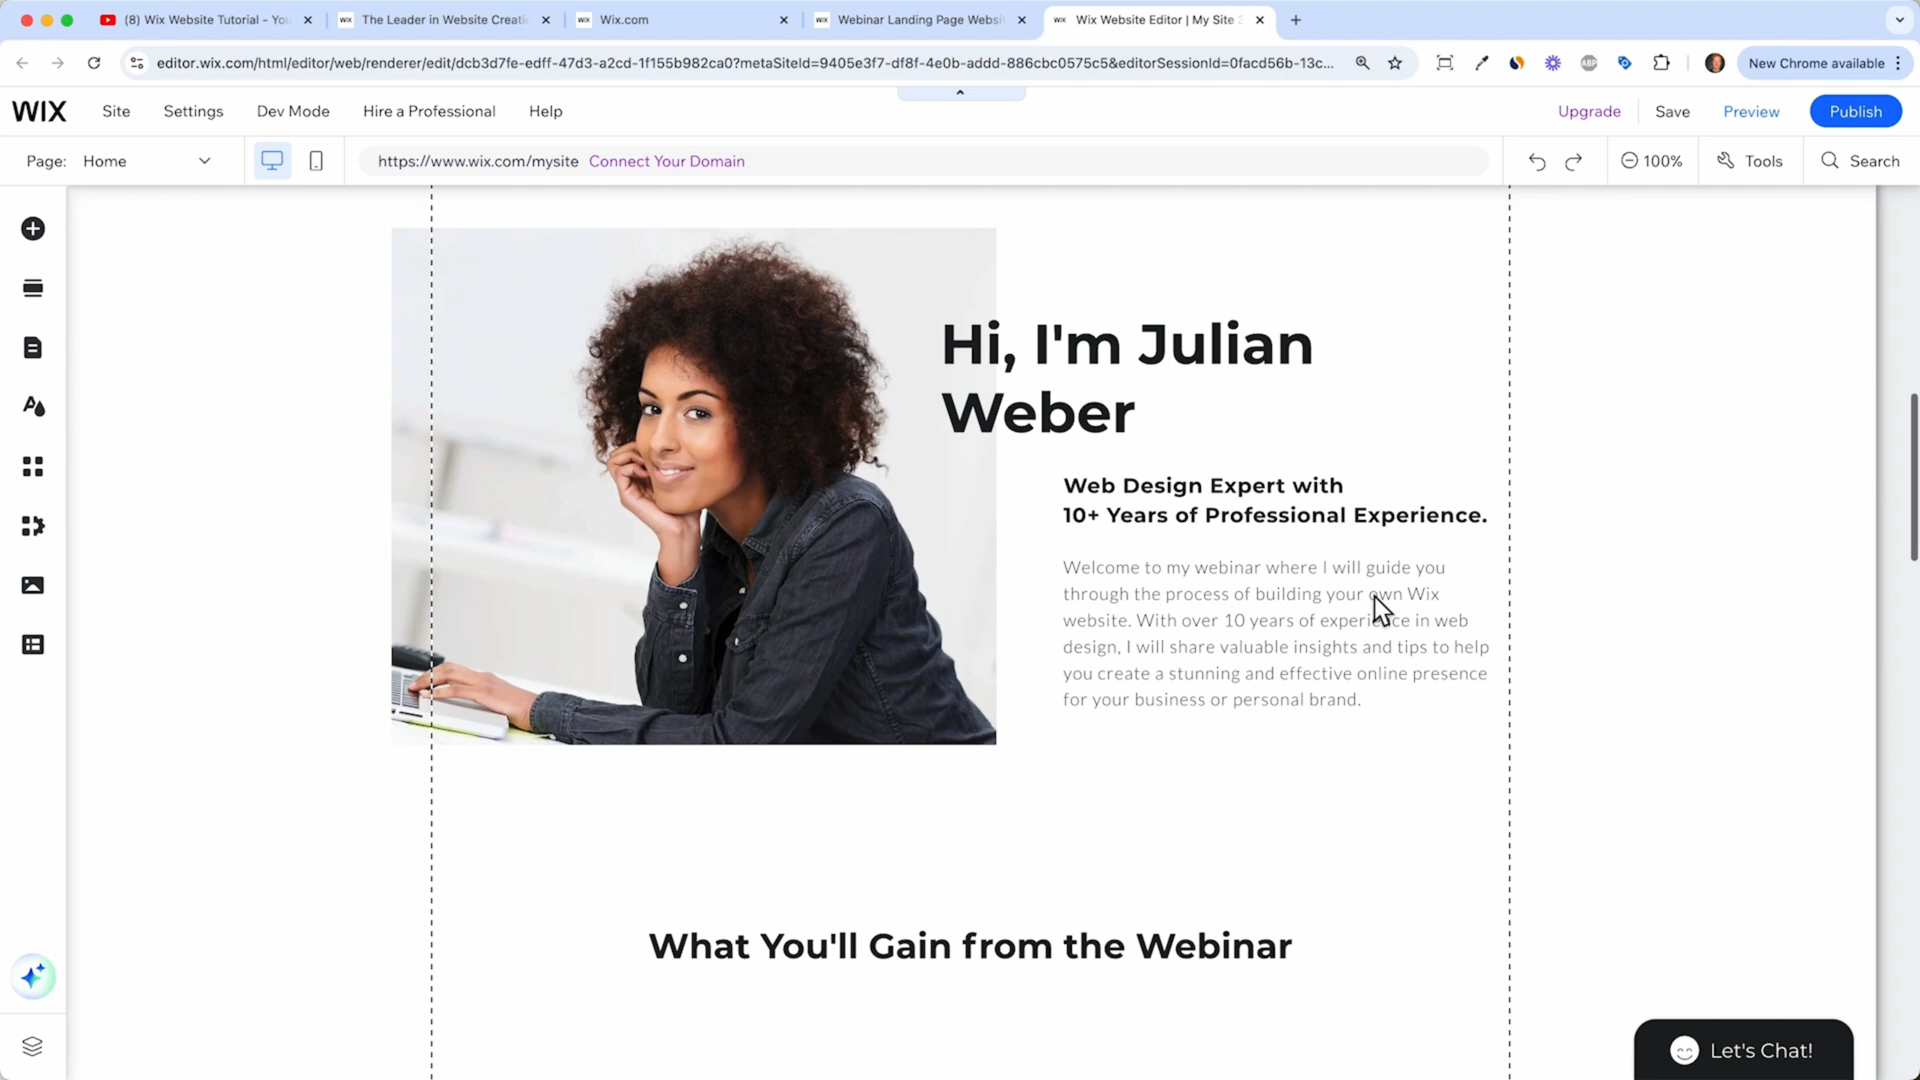 (8) Wix Website Tutorial - You
The Leader in Website Creati
Wix.com
Webinar Landing Page Websi
Wix Website Editor | My Site 3
editor.wix.com/html/editor/web/renderer/edit/dcb3d7fe-edff-47d3-a2cd-1f155b982ca0?metaSiteId=9405e3f7-df8f-4e0b-addd-886cbc0575c5&editorSessionId=0facd56b-13c...
ABP
New Chrome available
WIX
Site
Settings
Dev Mode
Hire a Professional
Help
Upgrade
Save
Preview
Publish
Page: Home
https://www.wix.com/mysite Connect Your Domain
100%
Tools
Search
Hi, I'm Julian
Weber
Web Design Expert with
10+ Years of Professional Experience.
Welcome to my webinar where I will guide you
through the process of building your own Wix
website. With over 10 years of experience in web
design, I will share valuable insights and tips to help
you create a stunning and effective online presence
for your business or personal brand.
What You'll Gain from the Webinar
Let's Chat!